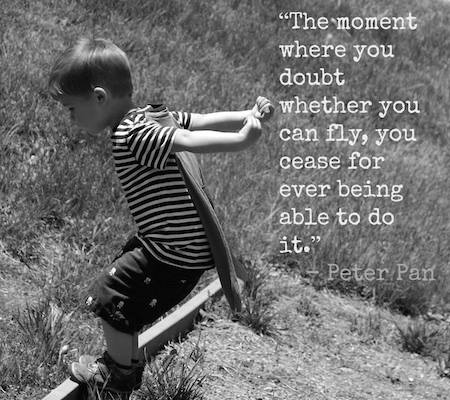 “The moment
where you
doubt
whether you
can fly, you
cease for
ever being
able to do
it.”
- Peter Pan